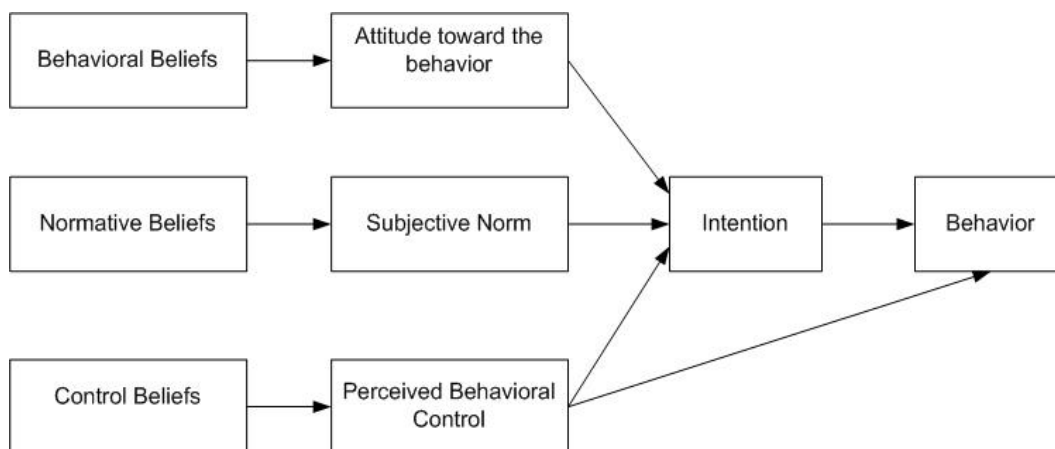 Behavioral Beliefs
Attitude toward the
behavior
Normative Beliefs
Subjective Norm
Intention
Behavior
Control Beliefs
Perceived Behavioral
Control